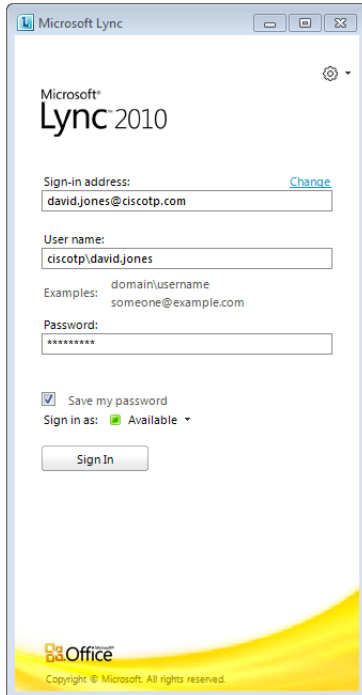 Microsoft Lync
Microsoft®
Lync™ 2010
Sign-in address: Change
david.jones@ciscotp.com
User name:
ciscotp\david.jones
Examples: domain\username
someone@example.com
Password:
*********
Save my password
Sign in as: Available
Sign In
Microsoft®
Office
Copyright © Microsoft. All rights reserved.